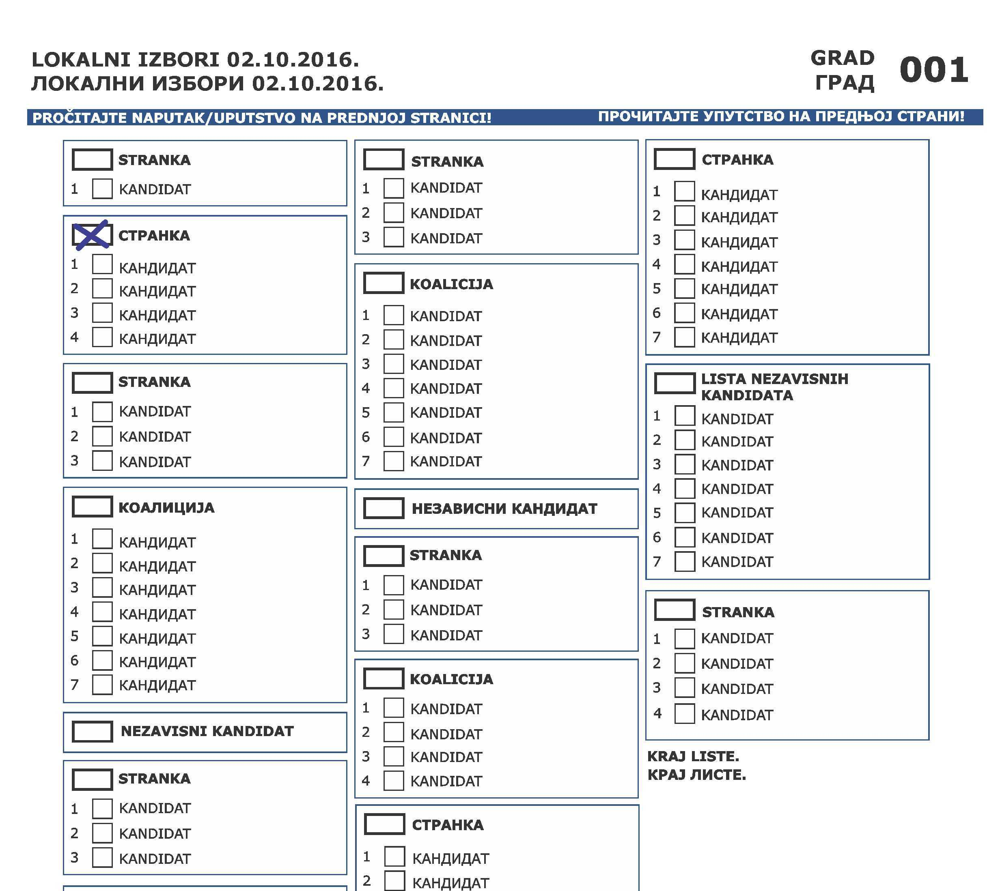 LOKALNI IZBORI 02.10.2016.
ЛОКАЛНИ ИЗБОРИ 02.10.2016.
GRAD
ГРАД
001
PROČITAJTE NAPUTAK/UPUTSTVO NA PREDNJOJ STRANICI!
ПРОЧИТАЈТЕ УПУТСТВО НА ПРЕДЊОЈ СТРАНИ!
STRANKA
1 KANDIDAT
СТРАНКА
1 КАНДИДАТ
2 КАНДИДАТ
3 КАНДИДАТ
4 КАНДИДАТ
STRANKA
1 KANDIDAT
2 KANDIDAT
3 KANDIDAT
КОАЛИЦИЈА
1 КАНДИДАТ
2 КАНДИДАТ
3 КАНДИДАТ
4 КАНДИДАТ
5 КАНДИДАТ
6 КАНДИДАТ
7 КАНДИДАТ
NEZAVISNI KANDIDAT
STRANKA
1 KANDIDAT
2 KANDIDAT
3 KANDIDAT
STRANKA
1 KANDIDAT
2 KANDIDAT
3 KANDIDAT
KOALICIJA
1 KANDIDAT
2 KANDIDAT
3 KANDIDAT
4 KANDIDAT
5 KANDIDAT
6 KANDIDAT
7 KANDIDAT
НЕЗАВИСНИ КАНДИДАТ
STRANKA
1 KANDIDAT
2 KANDIDAT
3 KANDIDAT
KOALICIJA
1 KANDIDAT
2 KANDIDAT
3 KANDIDAT
4 KANDIDAT
СТРАНКА
1 КАНДИДАТ
2 КАНДИДАТ
СТРАНКА
1 КАНДИДАТ
2 КАНДИДАТ
3 КАНДИДАТ
4 КАНДИДАТ
5 КАНДИДАТ
6 КАНДИДАТ
7 КАНДИДАТ
LISTA NEZAVISNIH
KANDIDATA
1 KANDIDAT
2 KANDIDAT
3 KANDIDAT
4 KANDIDAT
5 KANDIDAT
6 KANDIDAT
7 KANDIDAT
STRANKA
1 KANDIDAT
2 KANDIDAT
3 KANDIDAT
4 KANDIDAT
KRAJ LISTE.
КРАЈ ЛИСТЕ.